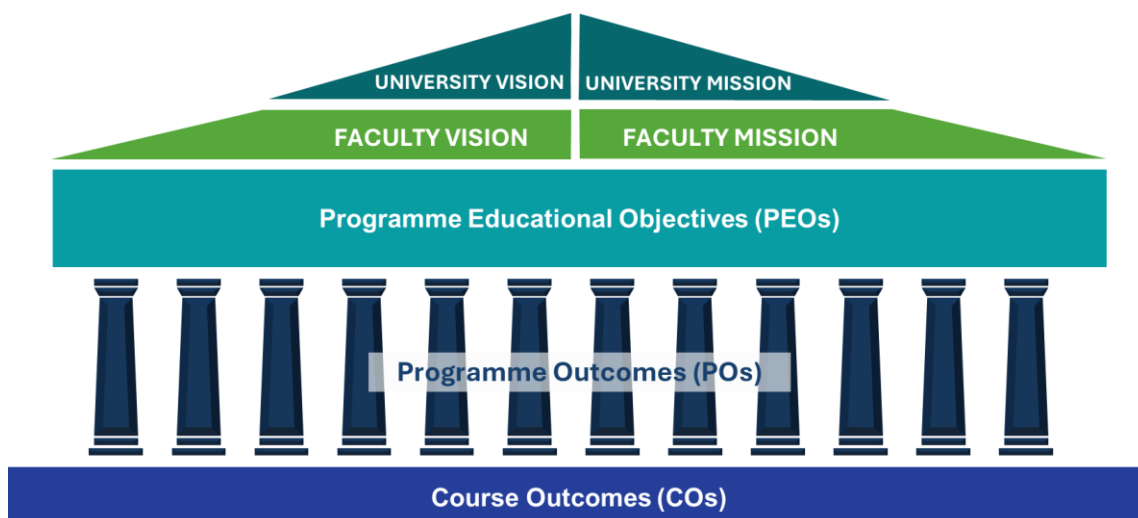 UNIVERSITY VISION UNIVERSITY MISSION
FACULTY VISION FACULTY MISSION
Programme Educational Objectives (PEOs)
Programme Outcomes (POs)
Course Outcomes (COs)